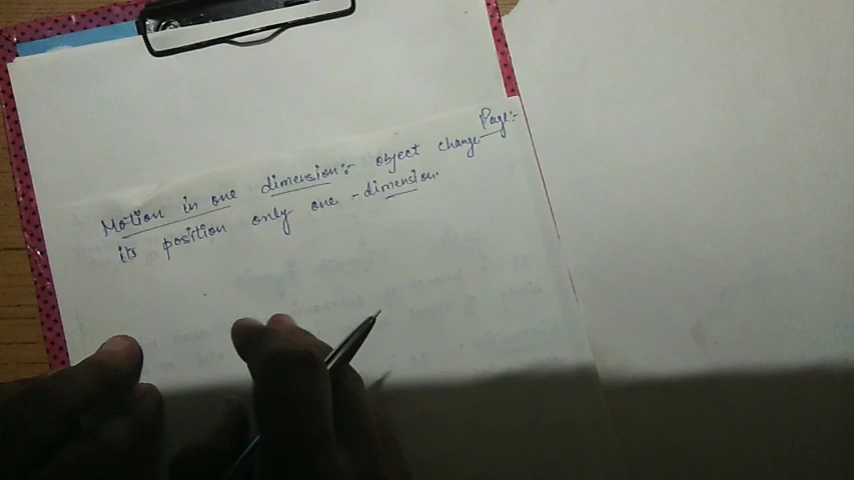 Page:-
Motion in one dimension:- object change
its position only one - dimension.